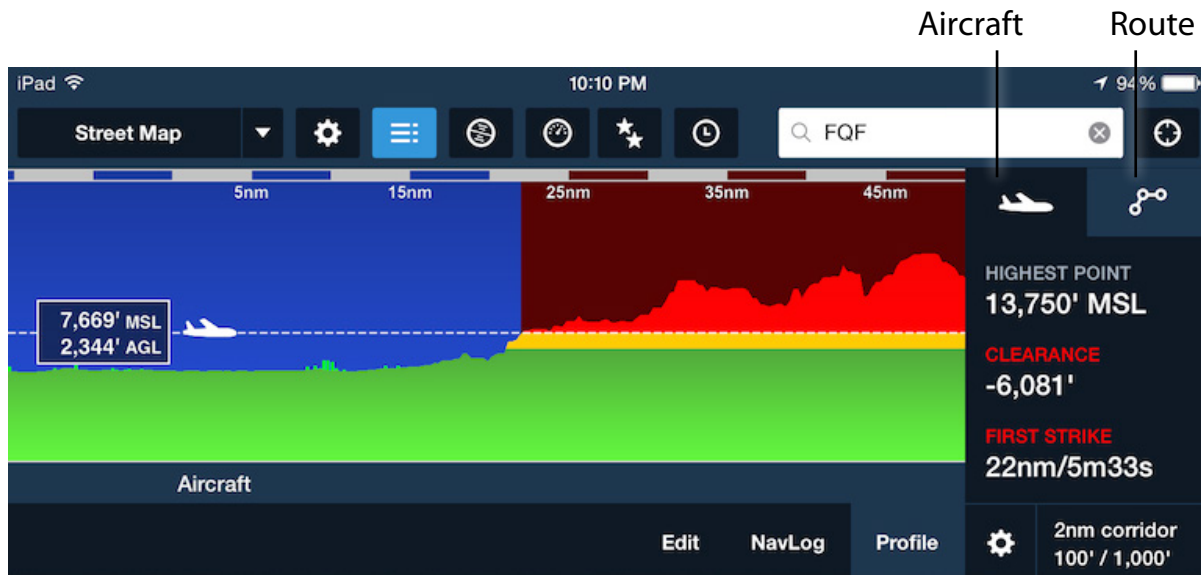 Aircraft Route
iPad 10:10 PM 94%
Street Map FQF
5nm 15nm 25nm 35nm 45nm
HIGHEST POINT
13,750' MSL
7,669' MSL
2,344' AGL
CLEARANCE
-6,081'
FIRST STRIKE
22nm/5m33s
Aircraft
Edit NavLog Profile
2nm corridor
100' / 1,000'